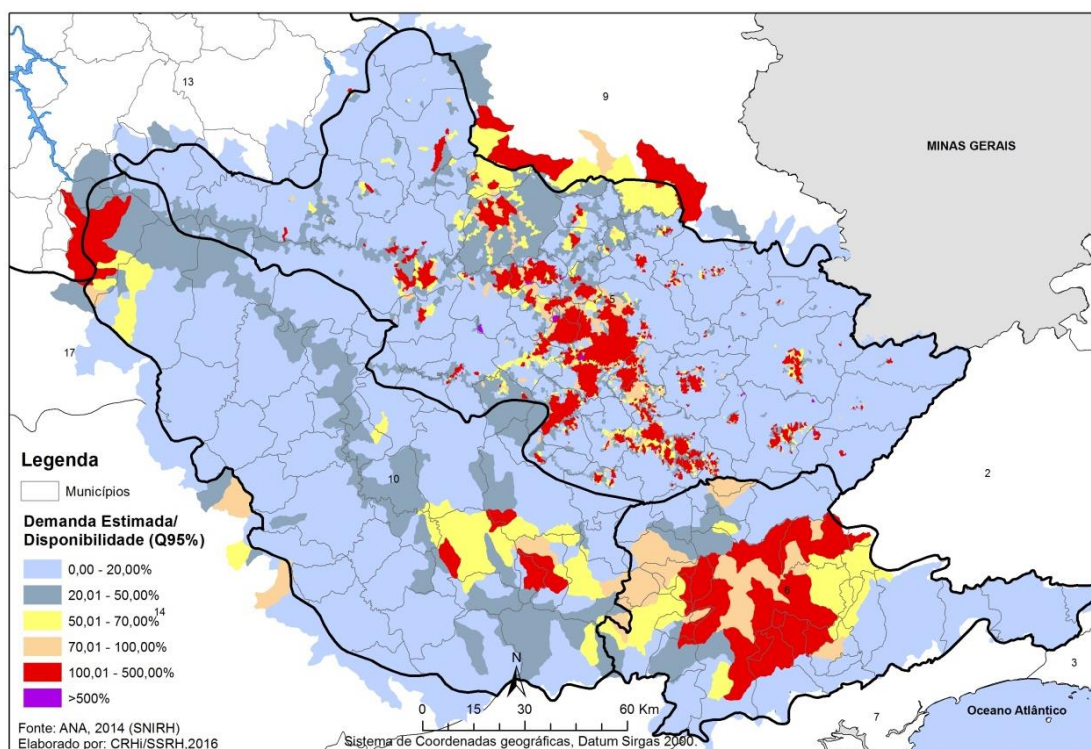 13
9
MINAS GERAIS
5
17
2
10
6
3
7
Oceano Atlântico
Legenda
Municípios
Demanda Estimada/
Disponibilidade (Q95%)
0,00 - 20,00%
20,01 - 50,00%
50,01 - 70,00%
14
70,01 - 100,00%
100,01 - 500,00%
>500%
N
0 15 30 60 Km
Fonte: ANA, 2014 (SNIRH)
Elaborado por: CRHi/SSRH,2016
Sistema de Coordenadas geográficas, Datum Sirgas 2000.